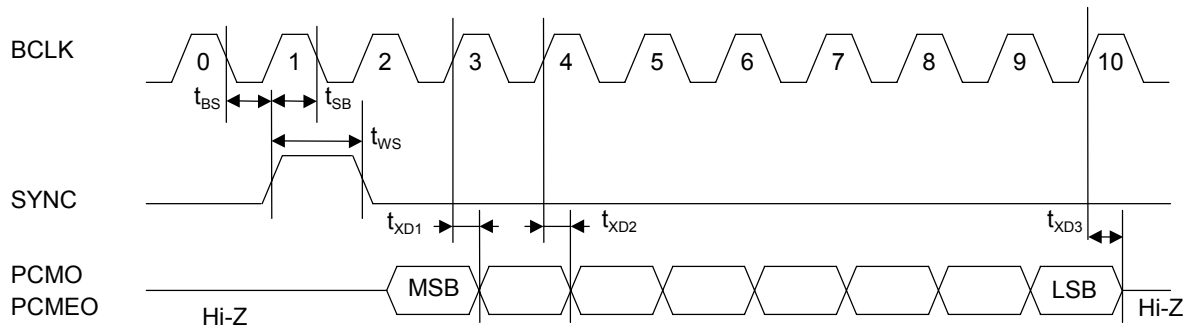 BCLK 0 1 2 3 4 5 6 7 8 9 10
tBS tSB
tWS
SYNC
tXD1 tXD2 tXD3
PCMO MSB LSB
PCMEO Hi-Z Hi-Z